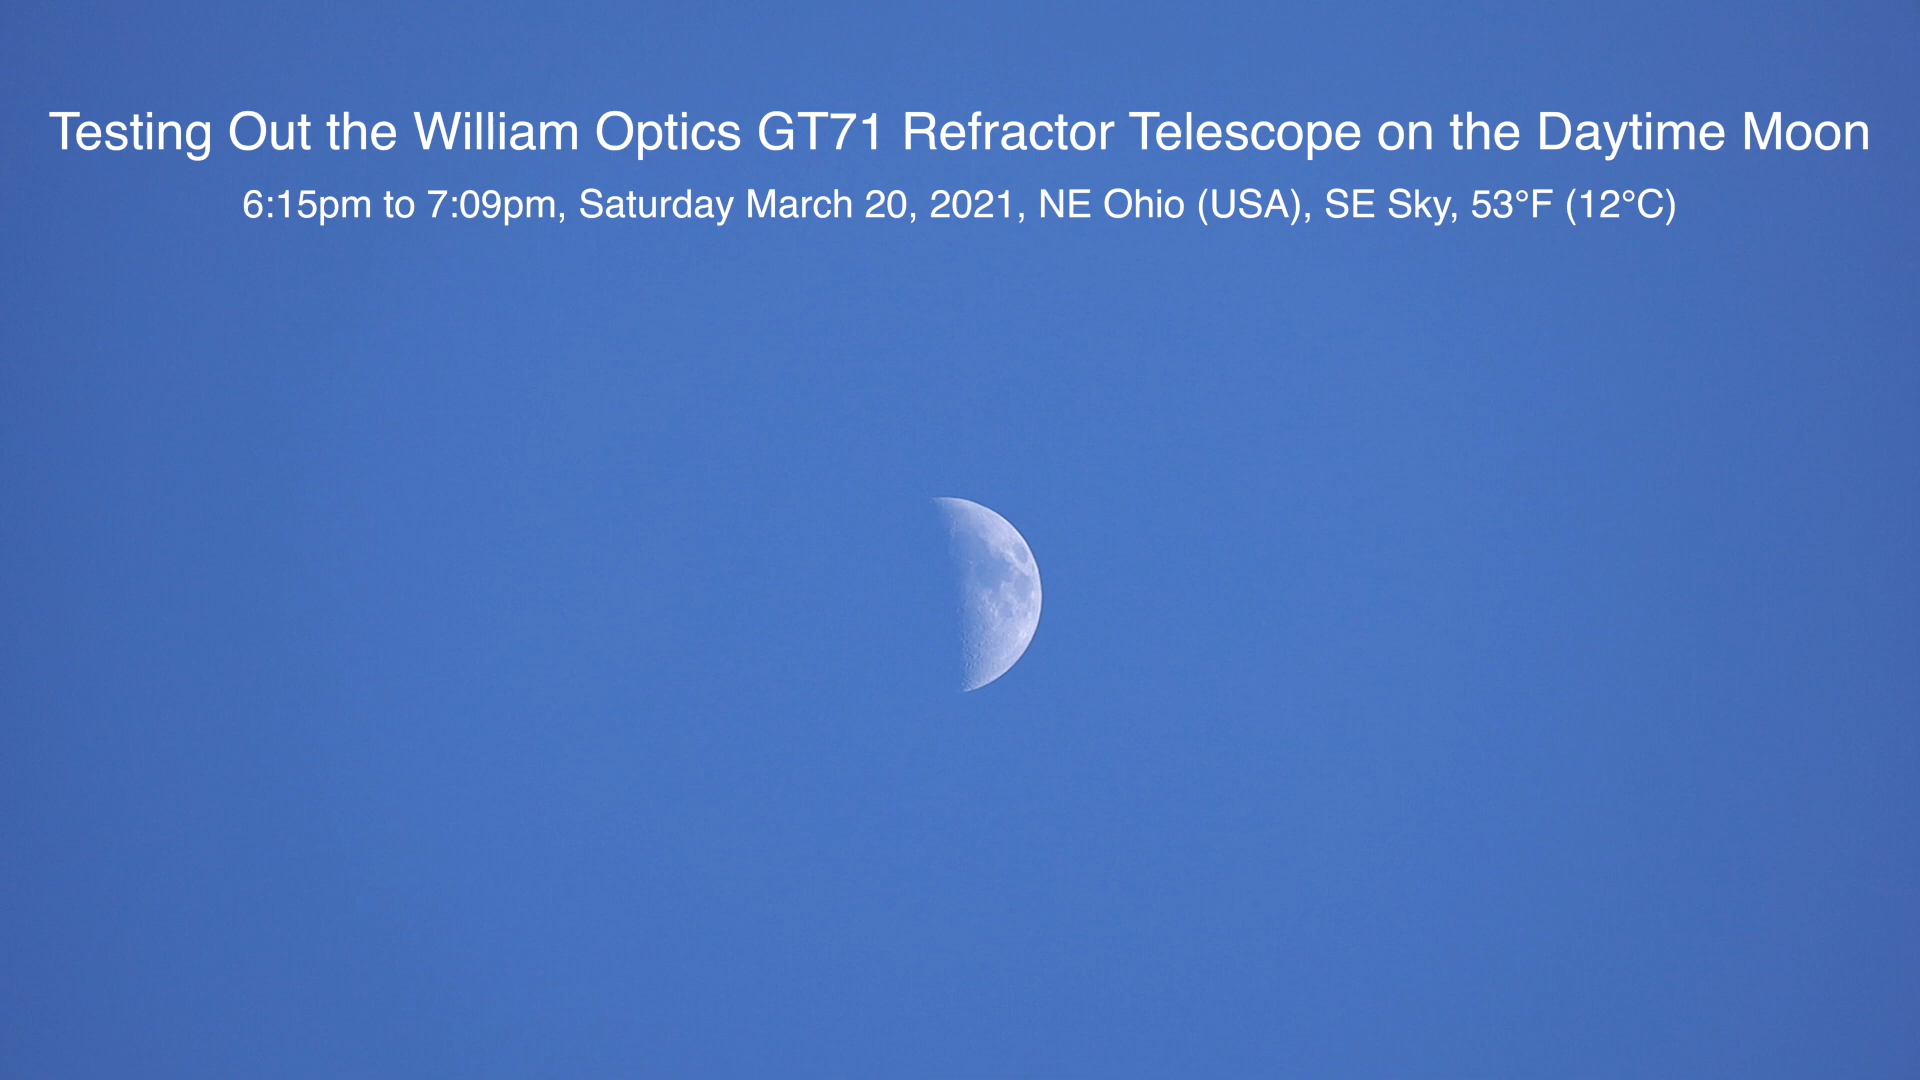 Testing Out the William Optics GT71 Refractor Telescope on the Daytime Moon
6:15pm to 7:09pm, Saturday March 20, 2021, NE Ohio (USA), SE Sky, 53°F (12°C)